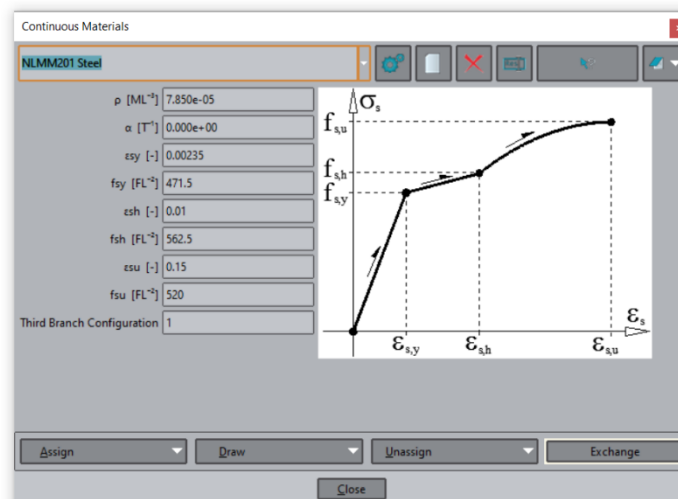 Continuous Materials
NLMM201 Steel
ρ [ML⁻³] 7.850e-05
α [T⁻¹] 0.000e+00
εsy [-] 0.00235
fsy [FL⁻²] 471.5
εsh [-] 0.01
fsh [FL⁻²] 562.5
εsu [-] 0.15
fsu [FL⁻²] 520
Third Branch Configuration 1
σs
fs,u
fs,h
fs,y
εs
εs,y εs,h εs,u
Assign Draw Unassign Exchange
Close